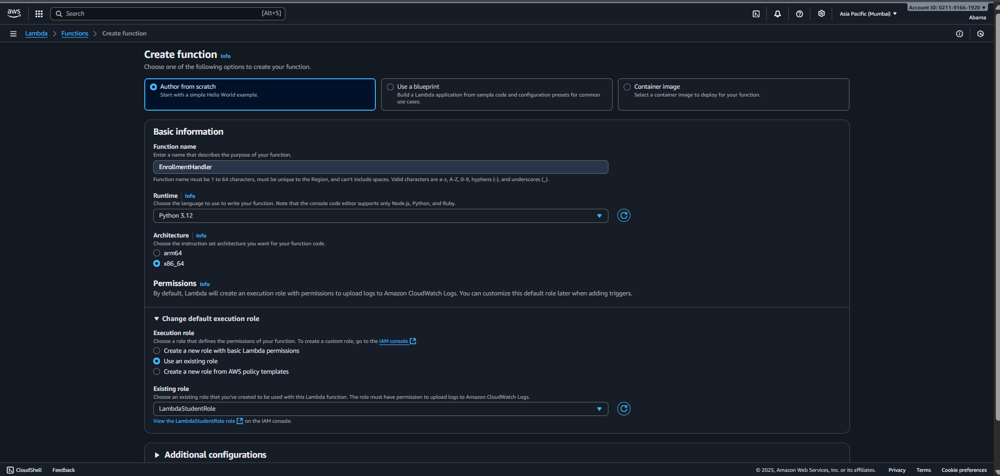 aws
Search [Alt+S]
Asia Pacific (Mumbai)
Account ID: 0211-9166-1920
Abarna
Lambda > Functions > Create function
Create function Info
Choose one of the following options to create your function.
Author from scratch
Start with a simple Hello World example.
Use a blueprint
Build a Lambda application from sample code and configuration presets for common
use cases.
Container image
Select a container image to deploy for your function.
Basic information
Function name
Enter a name that describes the purpose of your function.
EnrollmentHandler
Function name must be 1 to 64 characters, must be unique to the Region, and can't include spaces. Valid characters are a-z, A-Z, 0-9, hyphens (-), and underscores (_).
Runtime Info
Choose the language to use to write your function. Note that the console code editor supports only Node.js, Python, and Ruby.
Python 3.12
Architecture Info
Choose the instruction set architecture you want for your function code.
arm64
x86_64
Permissions Info
By default, Lambda will create an execution role with permissions to upload logs to Amazon CloudWatch Logs. You can customize this default role later when adding triggers.
Change default execution role
Execution role
Choose a role that defines the permissions of your function. To create a custom role, go to the IAM console.
Create a new role with basic Lambda permissions
Use an existing role
Create a new role from AWS policy templates
Existing role
Choose an existing role that you've created to be used with this Lambda function. The role must have permission to upload logs to Amazon CloudWatch Logs.
LambdaStudentRole
View the LambdaStudentRole role on the IAM console.
Additional configurations
CloudShell Feedback © 2025, Amazon Web Services, Inc. or its affiliates. Privacy Terms Cookie preferences